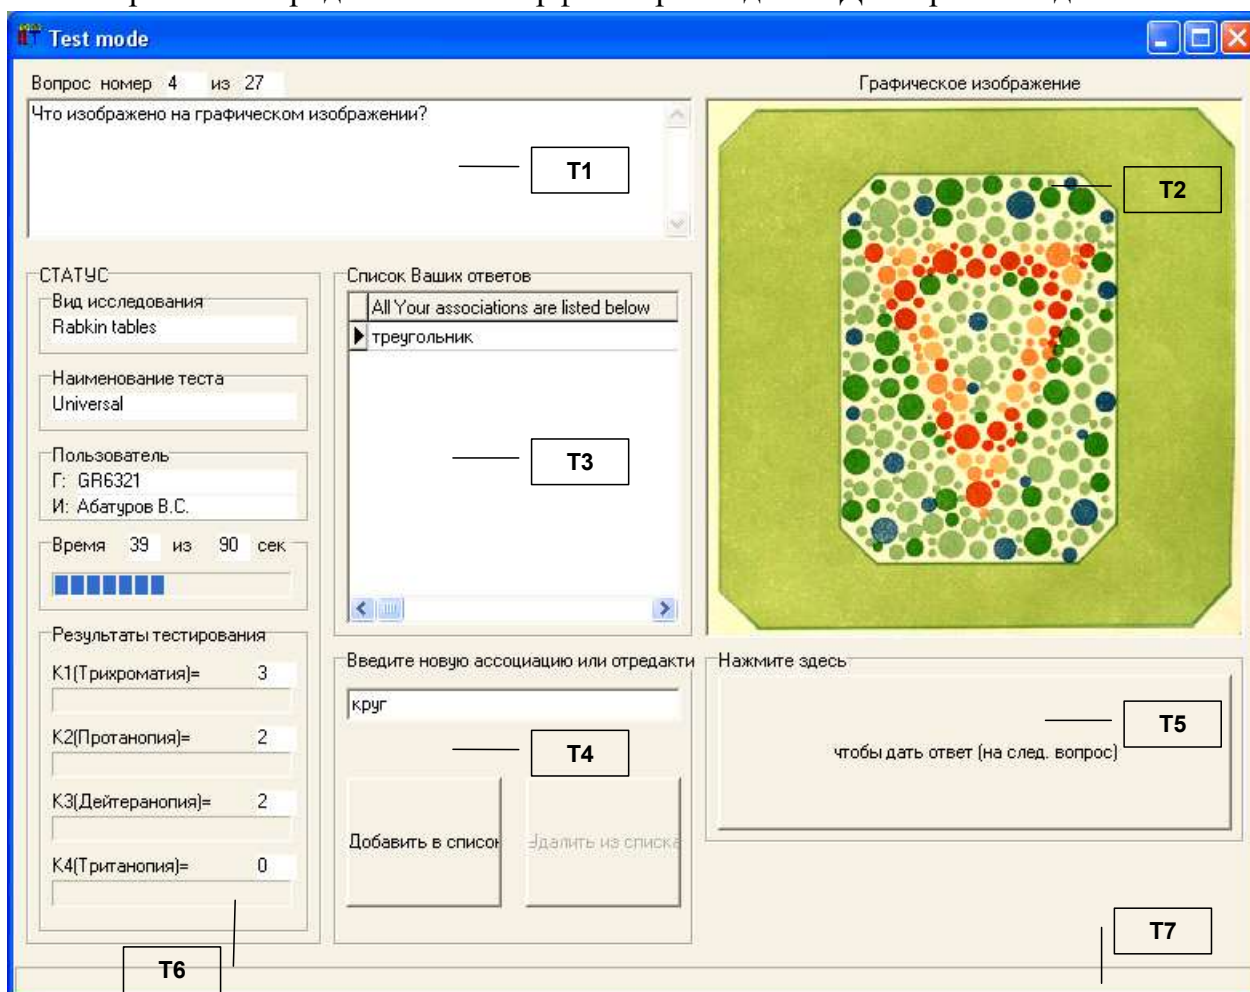 Test mode
Вопрос номер 4 из 27
Графическое изображение
Что изображено на графическом изображении?
T1
T2
СТАТУС
Вид исследования
Rabkin tables
Наименование теста
Universal
Пользователь
Г: GR6321
И: Абатуров В.С.
Время 39 из 90 сек
Результаты тестирования
К1(Трихроматия)= 3
К2(Протанопия)= 2
К3(Дейтеранопия)= 2
К4(Тританопия)= 0
T6
Список Ваших ответов
All Your associations are listed below
треугольник
T3
Введите новую ассоциацию или отредакти
круг
T4
Добавить в список
Удалить из списка
Нажмите здесь
T5
чтобы дать ответ (на след. вопрос)
T7